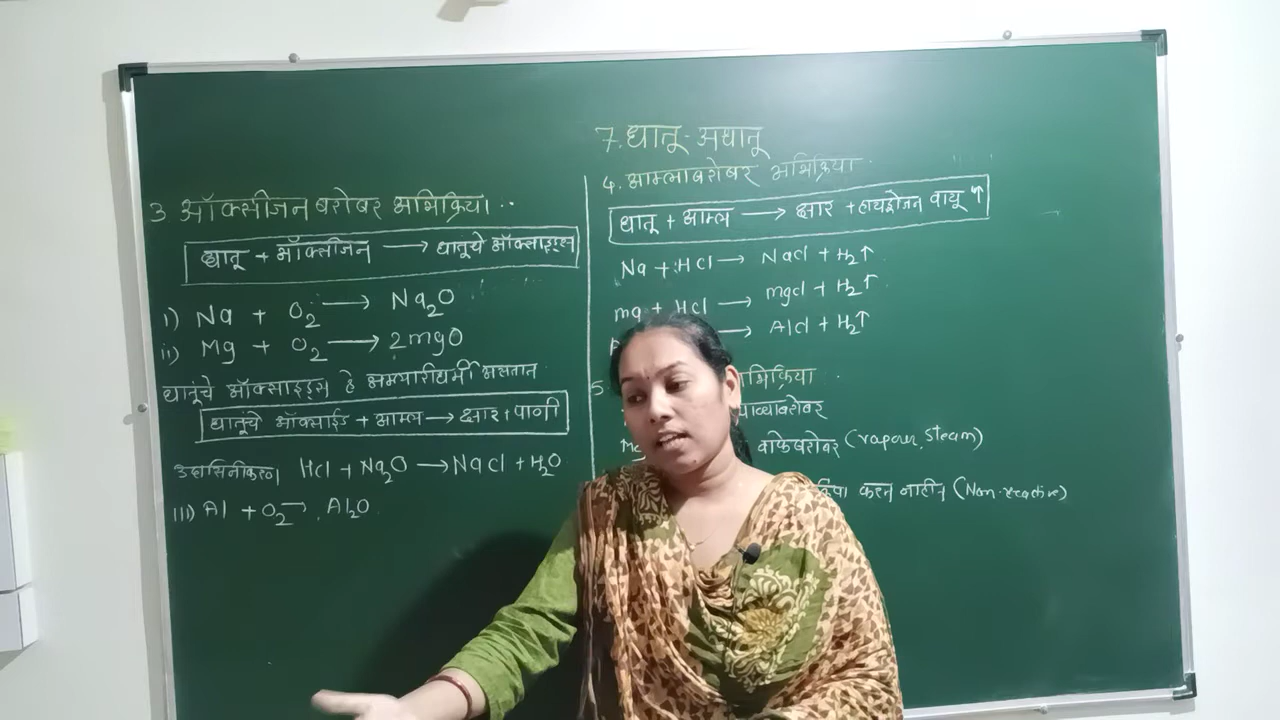 7. धातू - अधातू
3 ऑक्सीजन बरोबर अभिक्रिया..
धातू + ऑक्सीजन → धातूचे ऑक्साइड्स
i) Na + O₂ → Na₂O
ii) Mg + O₂ → 2MgO
धातूंचे ऑक्साइड्स हे आम्लारीधर्मी असतात
धातूंचे ऑक्साईड + आम्ल → क्षार + पाणी
उदासिनीकरण HCl + Na₂O → NaCl + H₂O
III) Al + O₂ → Al₂O
4. आम्लाबरोबर अभिक्रिया
धातू + आम्ल → क्षार + हायड्रोजन वायू ↑
Na + HCl → NaCl + H₂↑
mg + HCl → mgcl + H₂↑
→ Alcl + H₂↑
5 अभिक्रिया
पाण्याबरोबर
वाफेबरोबर (vapour, steam)
करत नाहीत (Non-reactive)